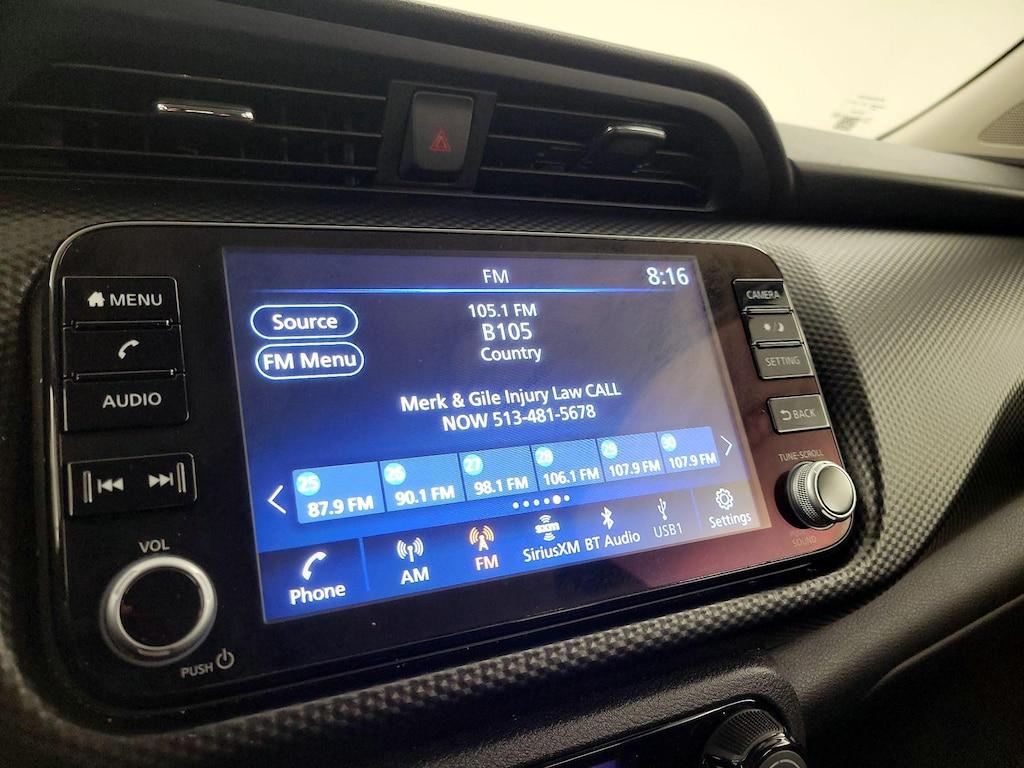 FM
8:16
MENU
AUDIO
VOL
PUSH
Source
FM Menu
105.1 FM
B105
Country
Merk & Gile Injury Law CALL
NOW 513-481-5678
25
87.9 FM
26
90.1 FM
27
98.1 FM
28
106.1 FM
29
107.9 FM
30
107.9 FM
Phone
AM
FM
SXM
SiriusXM
BT Audio
USB1
Settings
CAMERA
SETTING
BACK
TUNE·SCROLL
SOUND